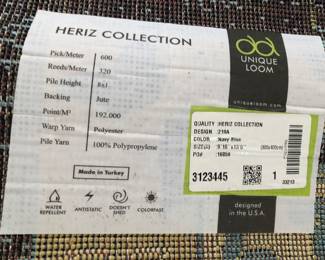 HERIZ COLLECTION
Pick/Meter 600
Reeds/Meter 320
Pile Height
Backing Jute
Point/M² 192.000
Warp Yarn Polyester
Pile Yarn 100% Polypropylene
Made in Turkey
WATER REPELLENT
ANTISTATIC
DOESN'T SHED
COLORFAST
UNIQUE LOOM
uniqueloom.com
QUALITY :HERIZ COLLECTION
DESIGN :218A
COLOR :Navy Blue
SIZE
PO# :
3123445
1
designed in the U.S.A.